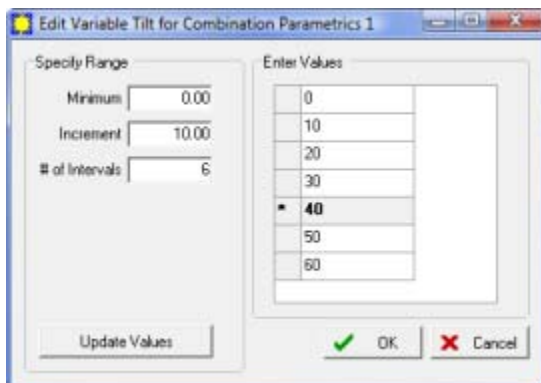 Edit Variable Tilt for Combination Parametrics 1
Specify Range
Minimum 0.00
Increment 10.00
# of Intervals 6
Update Values
Enter Values
0
10
20
30
* 40
50
60
OK
Cancel